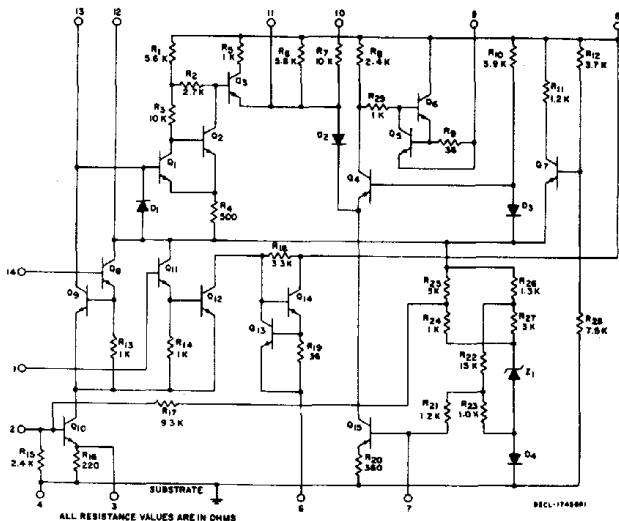 13 12 11 10 9 8
R1
5.6K
R2
2.7K
R3
10K
R5
1K
Q3
R6
5.8K
R7
10K
R8
2.4K
R10
3.9K
R12
3.7K
R11
1.2K
R29
1K
Q6
Q5
R9
36
Q2
Q1
D2
Q4
Q7
D1
R4
500
D3
14
Q8
Q11
R18
3.3K
Q9
Q12
Q14
Q13
R25
5K
R26
1.3K
R24
1K
R27
3K
R28
7.5K
R13
1K
R14
1K
R19
36
R22
15K
Z1
1
R17
9.3K
R21
1.2K
R23
1.0K
2
Q10
Q15
R15
2.4K
R16
220
R20
360
D4
SUBSTRATE
4 3 6 7
ALL RESISTANCE VALUES ARE IN OHMS